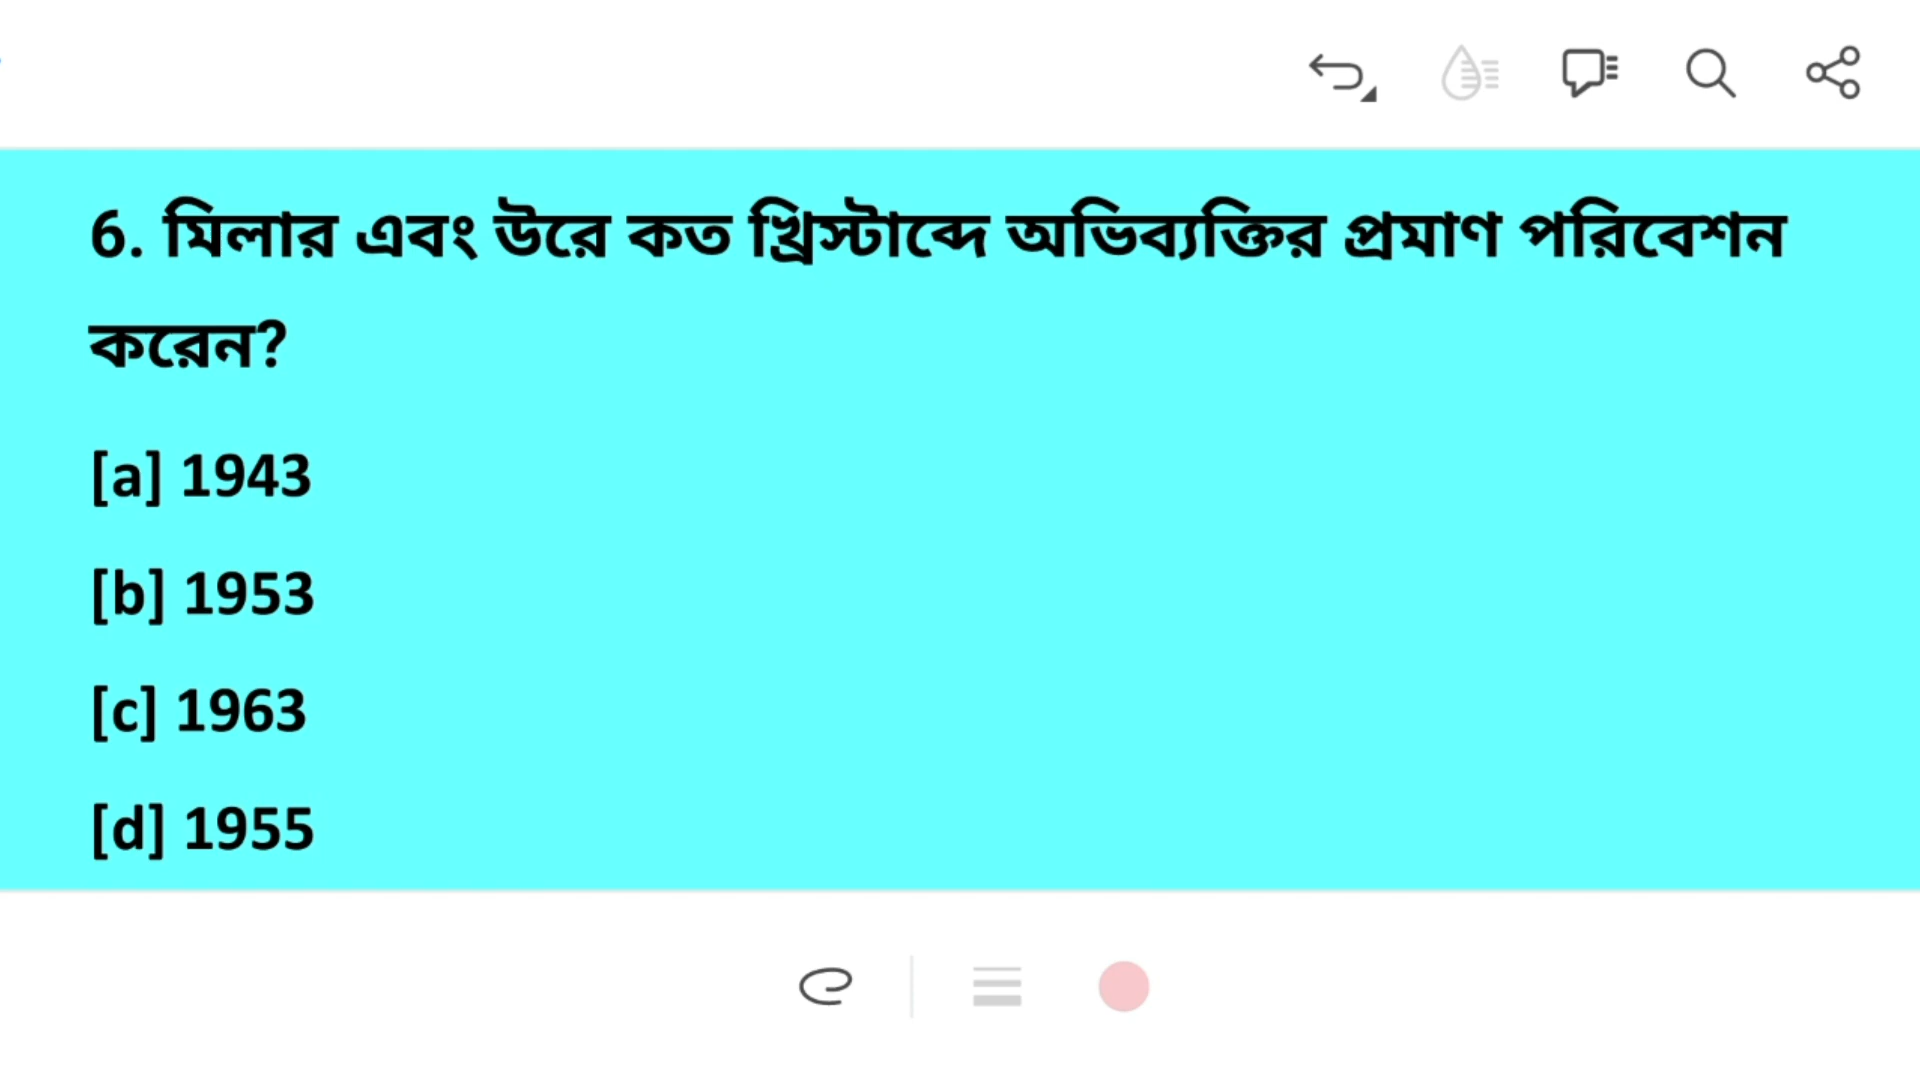 6. মিলার এবং উরে কত খ্রিস্টাব্দে অভিব্যক্তির প্রমাণ পরিবেশন
করেন?
[a] 1943
[b] 1953
[c] 1963
[d] 1955